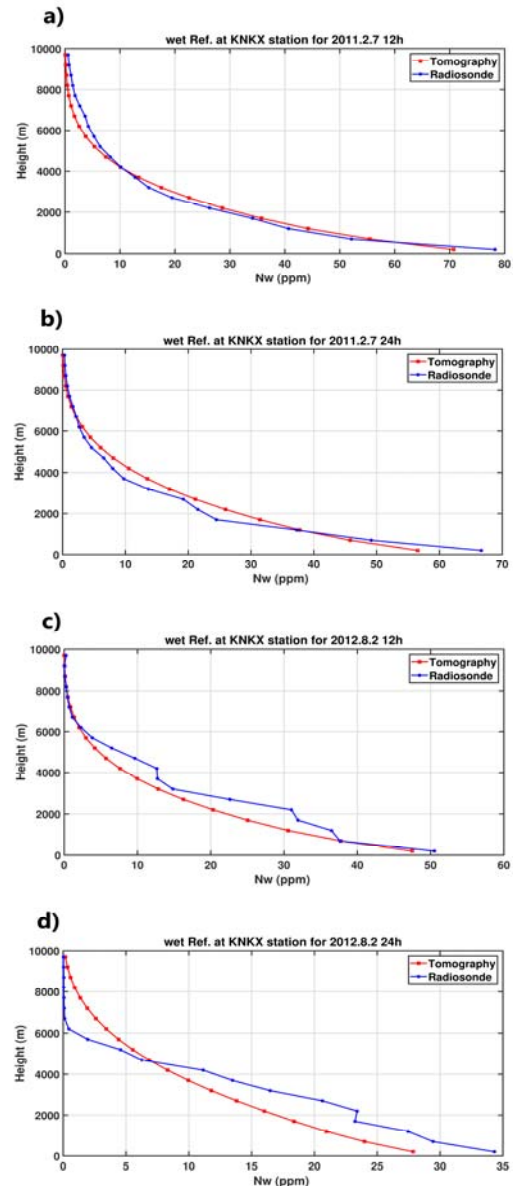 a)
wet Ref. at KNKX station for 2011.2.7 12h
Tomography
Radiosonde
Height (m)
10000
8000
6000
4000
2000
0
0 10 20 30 40 50 60 70 80
Nw (ppm)
b)
wet Ref. at KNKX station for 2011.2.7 24h
Tomography
Radiosonde
Height (m)
10000
8000
6000
4000
2000
0
0 10 20 30 40 50 60 70
Nw (ppm)
c)
wet Ref. at KNKX station for 2012.8.2 12h
Tomography
Radiosonde
Height (m)
10000
8000
6000
4000
2000
0
0 10 20 30 40 50 60
Nw (ppm)
d)
wet Ref. at KNKX station for 2012.8.2 24h
Tomography
Radiosonde
Height (m)
10000
8000
6000
4000
2000
0
0 5 10 15 20 25 30 35
Nw (ppm)